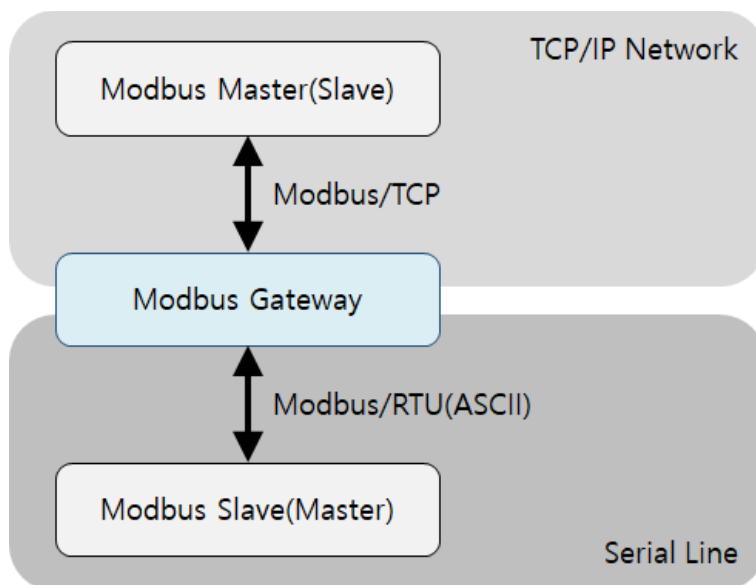 TCP/IP Network
Modbus Master(Slave)
Modbus/TCP
Modbus Gateway
Modbus/RTU(ASCII)
Modbus Slave(Master)
Serial Line